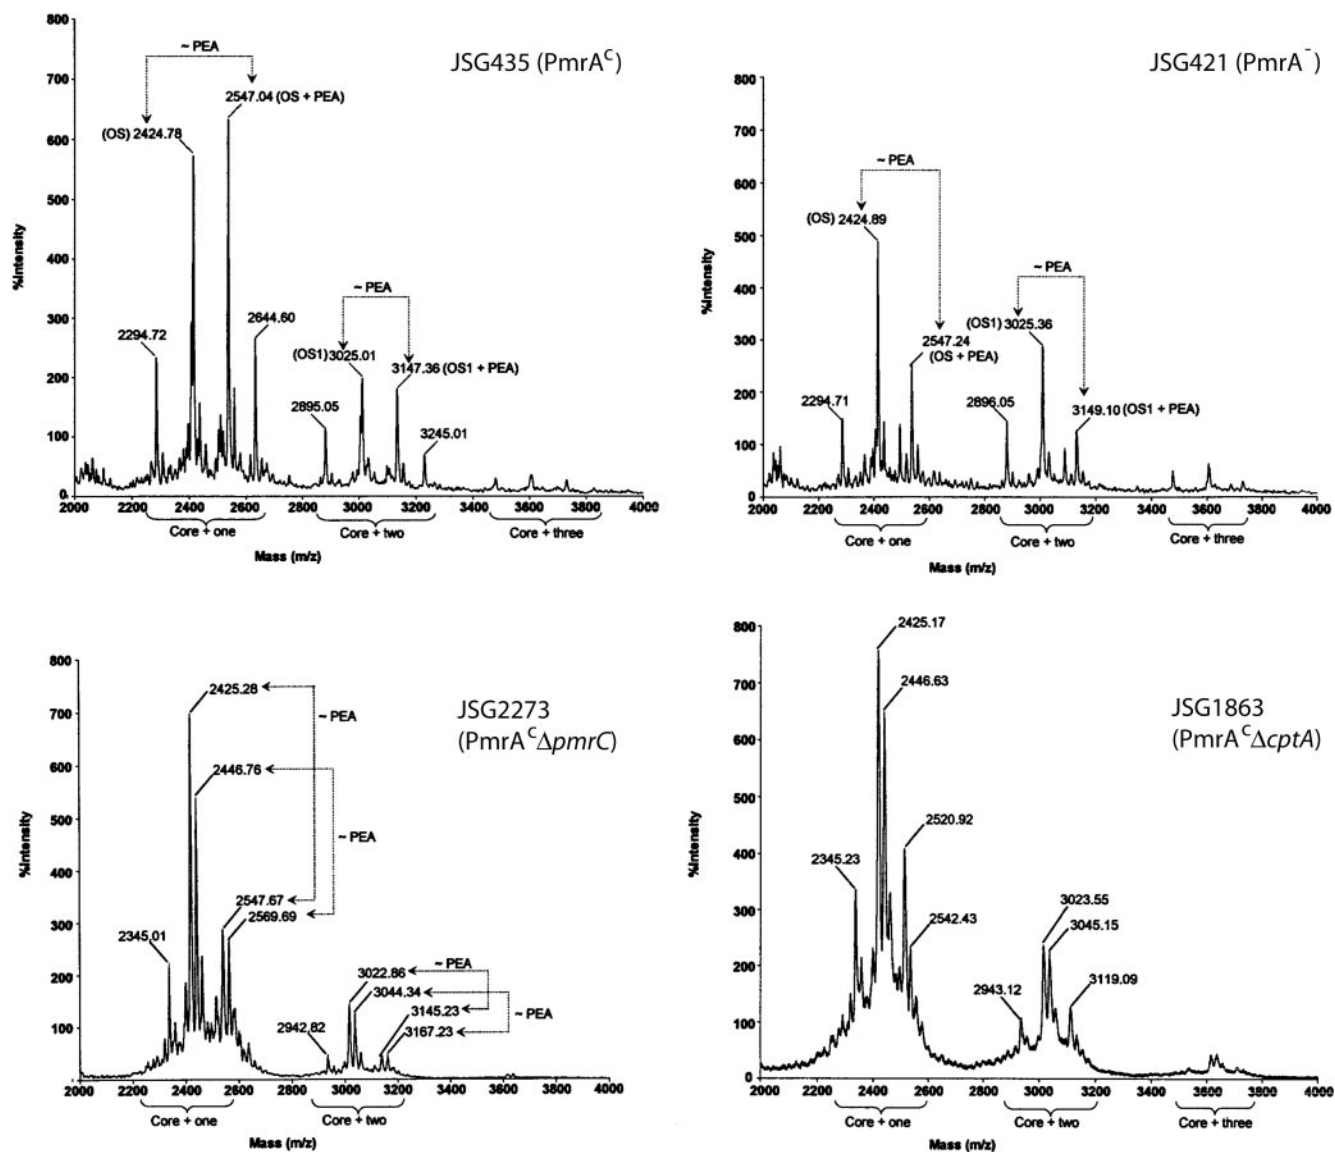 JSG435 (PmrAᶜ)
~ PEA
2547.04 (OS + PEA)
(OS) 2424.78
~ PEA
2294.72
2644.60
(OS1) 3025.01
3147.36 (OS1 + PEA)
2895.05
3245.01
%Intensity
800
700
600
500
400
300
200
100
0
2000 2200 2400 2600 2800 3000 3200 3400 3600 3800 4000
Core + one
Core + two
Core + three
Mass (m/z)
JSG421 (PmrA⁻)
~ PEA
(OS) 2424.89
~ PEA
(OS1) 3025.36
2547.24
(OS + PEA)
2294.71
2896.05
3149.10 (OS1 + PEA)
%Intensity
800
700
600
500
400
300
200
100
0
2000 2200 2400 2600 2800 3000 3200 3400 3600 3800 4000
Core + one
Core + two
Core + three
Mass (m/z)
JSG2273
(PmrAᶜΔpmrC)
2425.28
~ PEA
2446.76
~ PEA
2547.67
2569.69
2345.01
3022.86
~ PEA
3044.34
3145.23
~ PEA
2942.82
3167.23
%Intensity
800
700
600
500
400
300
200
100
2000 2200 2400 2600 2800 3000 3200 3400 3600 3800 4000
Core + one
Core + two
Mass (m/z)
JSG1863
(PmrAᶜΔcptA)
2425.17
2446.63
2520.92
2345.23
2542.43
3023.55
3045.15
2943.12
3119.09
%Intensity
800
700
600
500
400
300
200
100
0
2000 2200 2400 2600 2800 3000 3200 3400 3600 3800 4000
Core + one
Core + two
Core + three
Mass (m/z)